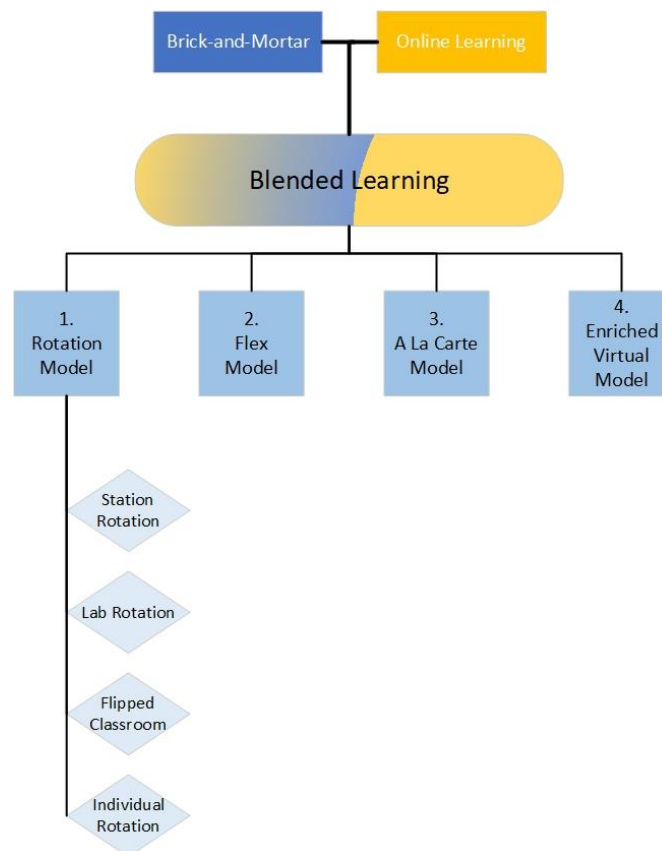 Brick-and-Mortar
Online Learning
Blended Learning
1.
Rotation
Model
2.
Flex
Model
3.
A La Carte
Model
4.
Enriched
Virtual
Model
Station
Rotation
Lab Rotation
Flipped
Classroom
Individual
Rotation